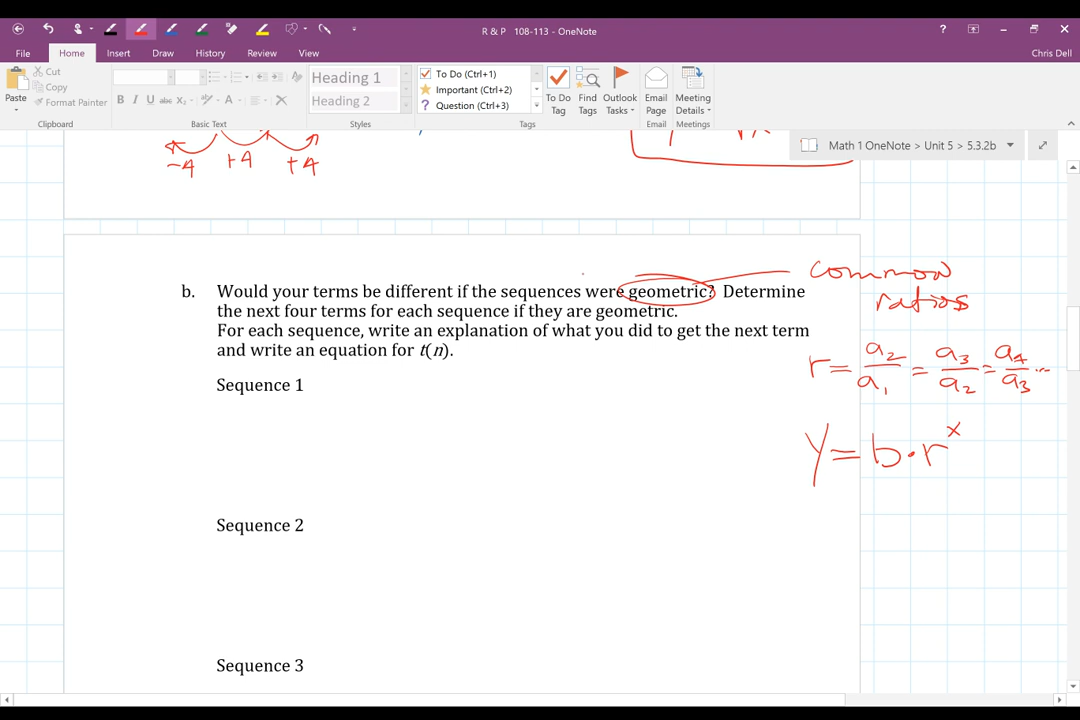 R & P 108-113 - OneNote
?
File Home Insert Draw History Review View
Chris Dell
Paste
Cut
Copy
Format Painter
Clipboard
B I U abc X₂ A
Basic Text
Heading 1
Heading 2
Styles
To Do (Ctrl+1)
Important (Ctrl+2)
? Question (Ctrl+3)
Tags
To Do Tag
Find Tags
Outlook Tasks
Email Page
Email
Meeting Details
Meetings
Math 1 OneNote > Unit 5 > 5.3.2b
-4 +4 +4
b. Would your terms be different if the sequences were geometric? Determine
the next four terms for each sequence if they are geometric.
For each sequence, write an explanation of what you did to get the next term
and write an equation for t(n).
Sequence 1
Sequence 2
Sequence 3
common
ratios
r = a₂/a₁ = a₃/a₂ = a₄/a₃ ...
y = b · r^x